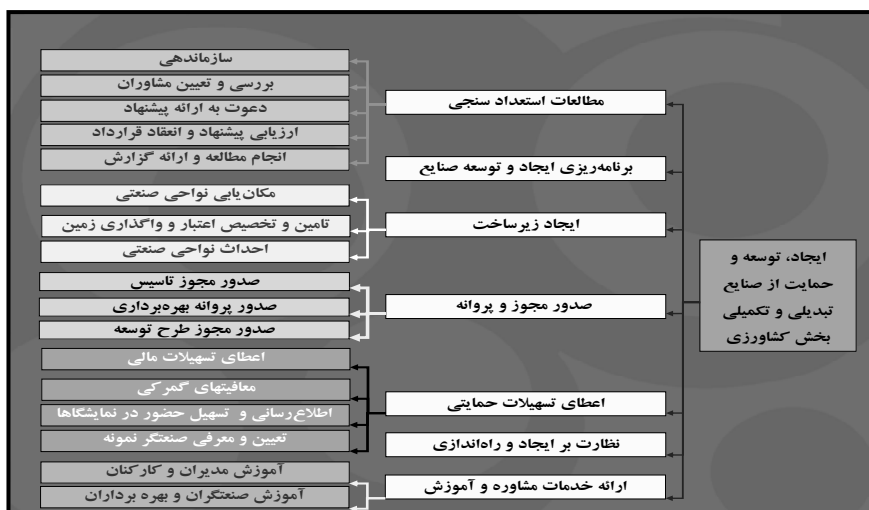 ایجاد، توسعه و
حمایت از صنایع
تبدیلی و تکمیلی
بخش کشاورزی
مطالعات استعداد سنجی
سازماندهی
بررسی و تعیین مشاوران
دعوت به ارائه پیشنهاد
ارزیابی پیشنهاد و انعقاد قرارداد
انجام مطالعه و ارائه گزارش
برنامه‌ریزی ایجاد و توسعه صنایع
ایجاد زیرساخت
مکان‌یابی نواحی صنعتی
تامین و تخصیص اعتبار و واگذاری زمین
احداث نواحی صنعتی
صدور مجوز و پروانه
صدور مجوز تاسیس
صدور پروانه بهره‌برداری
صدور مجوز طرح توسعه
اعطای تسهیلات حمایتی
اعطای تسهیلات مالی
معافیتهای گمرکی
اطلاع‌رسانی و تسهیل حضور در نمایشگاها
تعیین و معرفی صنعتگر نمونه
نظارت بر ایجاد و راه‌اندازی
ارائه خدمات مشاوره و آموزش
آموزش مدیران و کارکنان
آموزش صنعتگران و بهره برداران